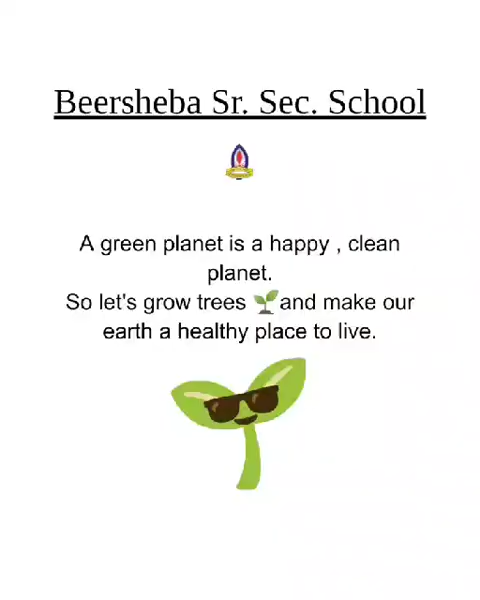 Beersheba Sr. Sec. School
A green planet is a happy , clean
planet.
So let's grow trees 🌱and make our
earth a healthy place to live.